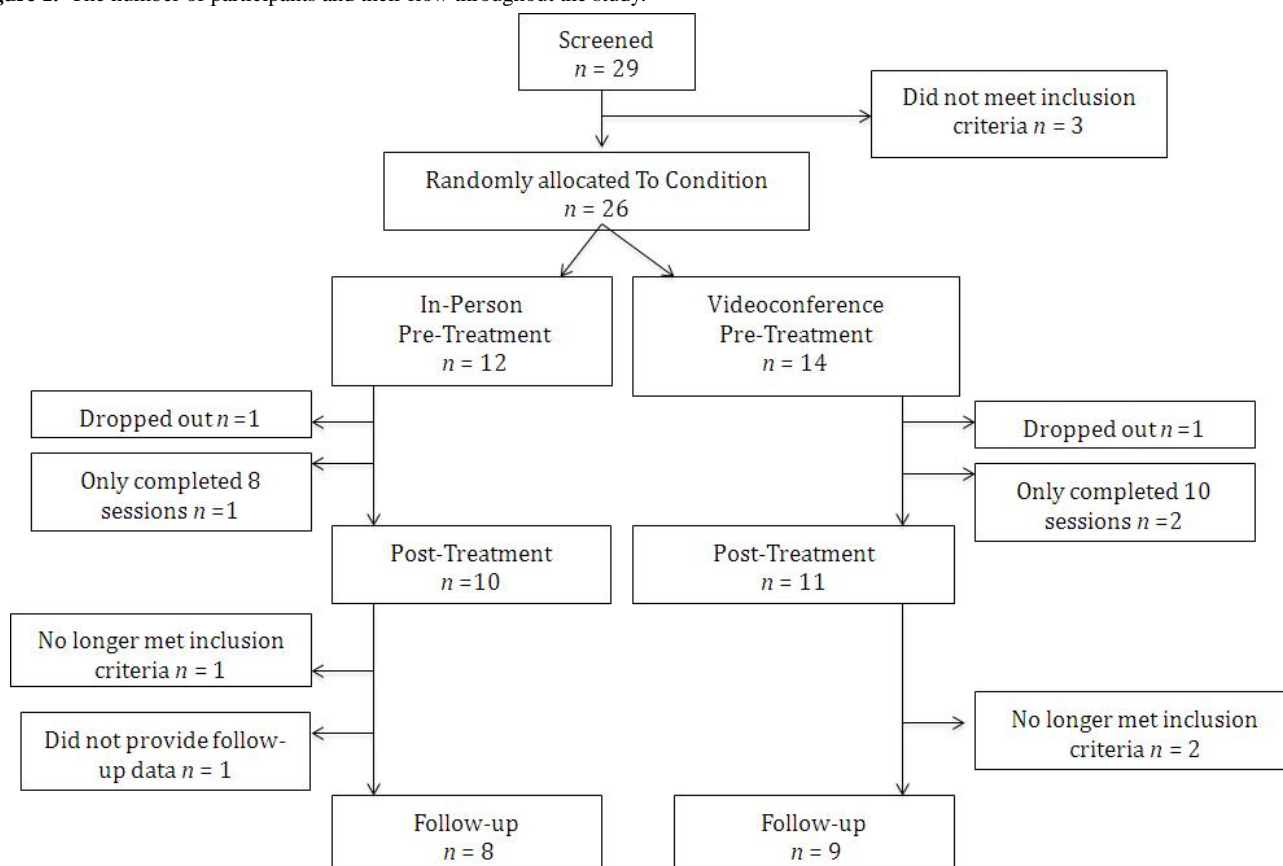 Figure 1. The number of participants and their flow throughout the study.
Screened
n = 29
Did not meet inclusion
criteria n = 3
Randomly allocated To Condition
n = 26
In-Person
Pre-Treatment
n = 12
Videoconference
Pre-Treatment
n = 14
Dropped out n =1
Only completed 8
sessions n =1
Dropped out n =1
Only completed 10
sessions n =2
Post-Treatment
n =10
Post-Treatment
n = 11
No longer met inclusion
criteria n = 1
Did not provide follow-
up data n = 1
No longer met inclusion
criteria n = 2
Follow-up
n = 8
Follow-up
n = 9